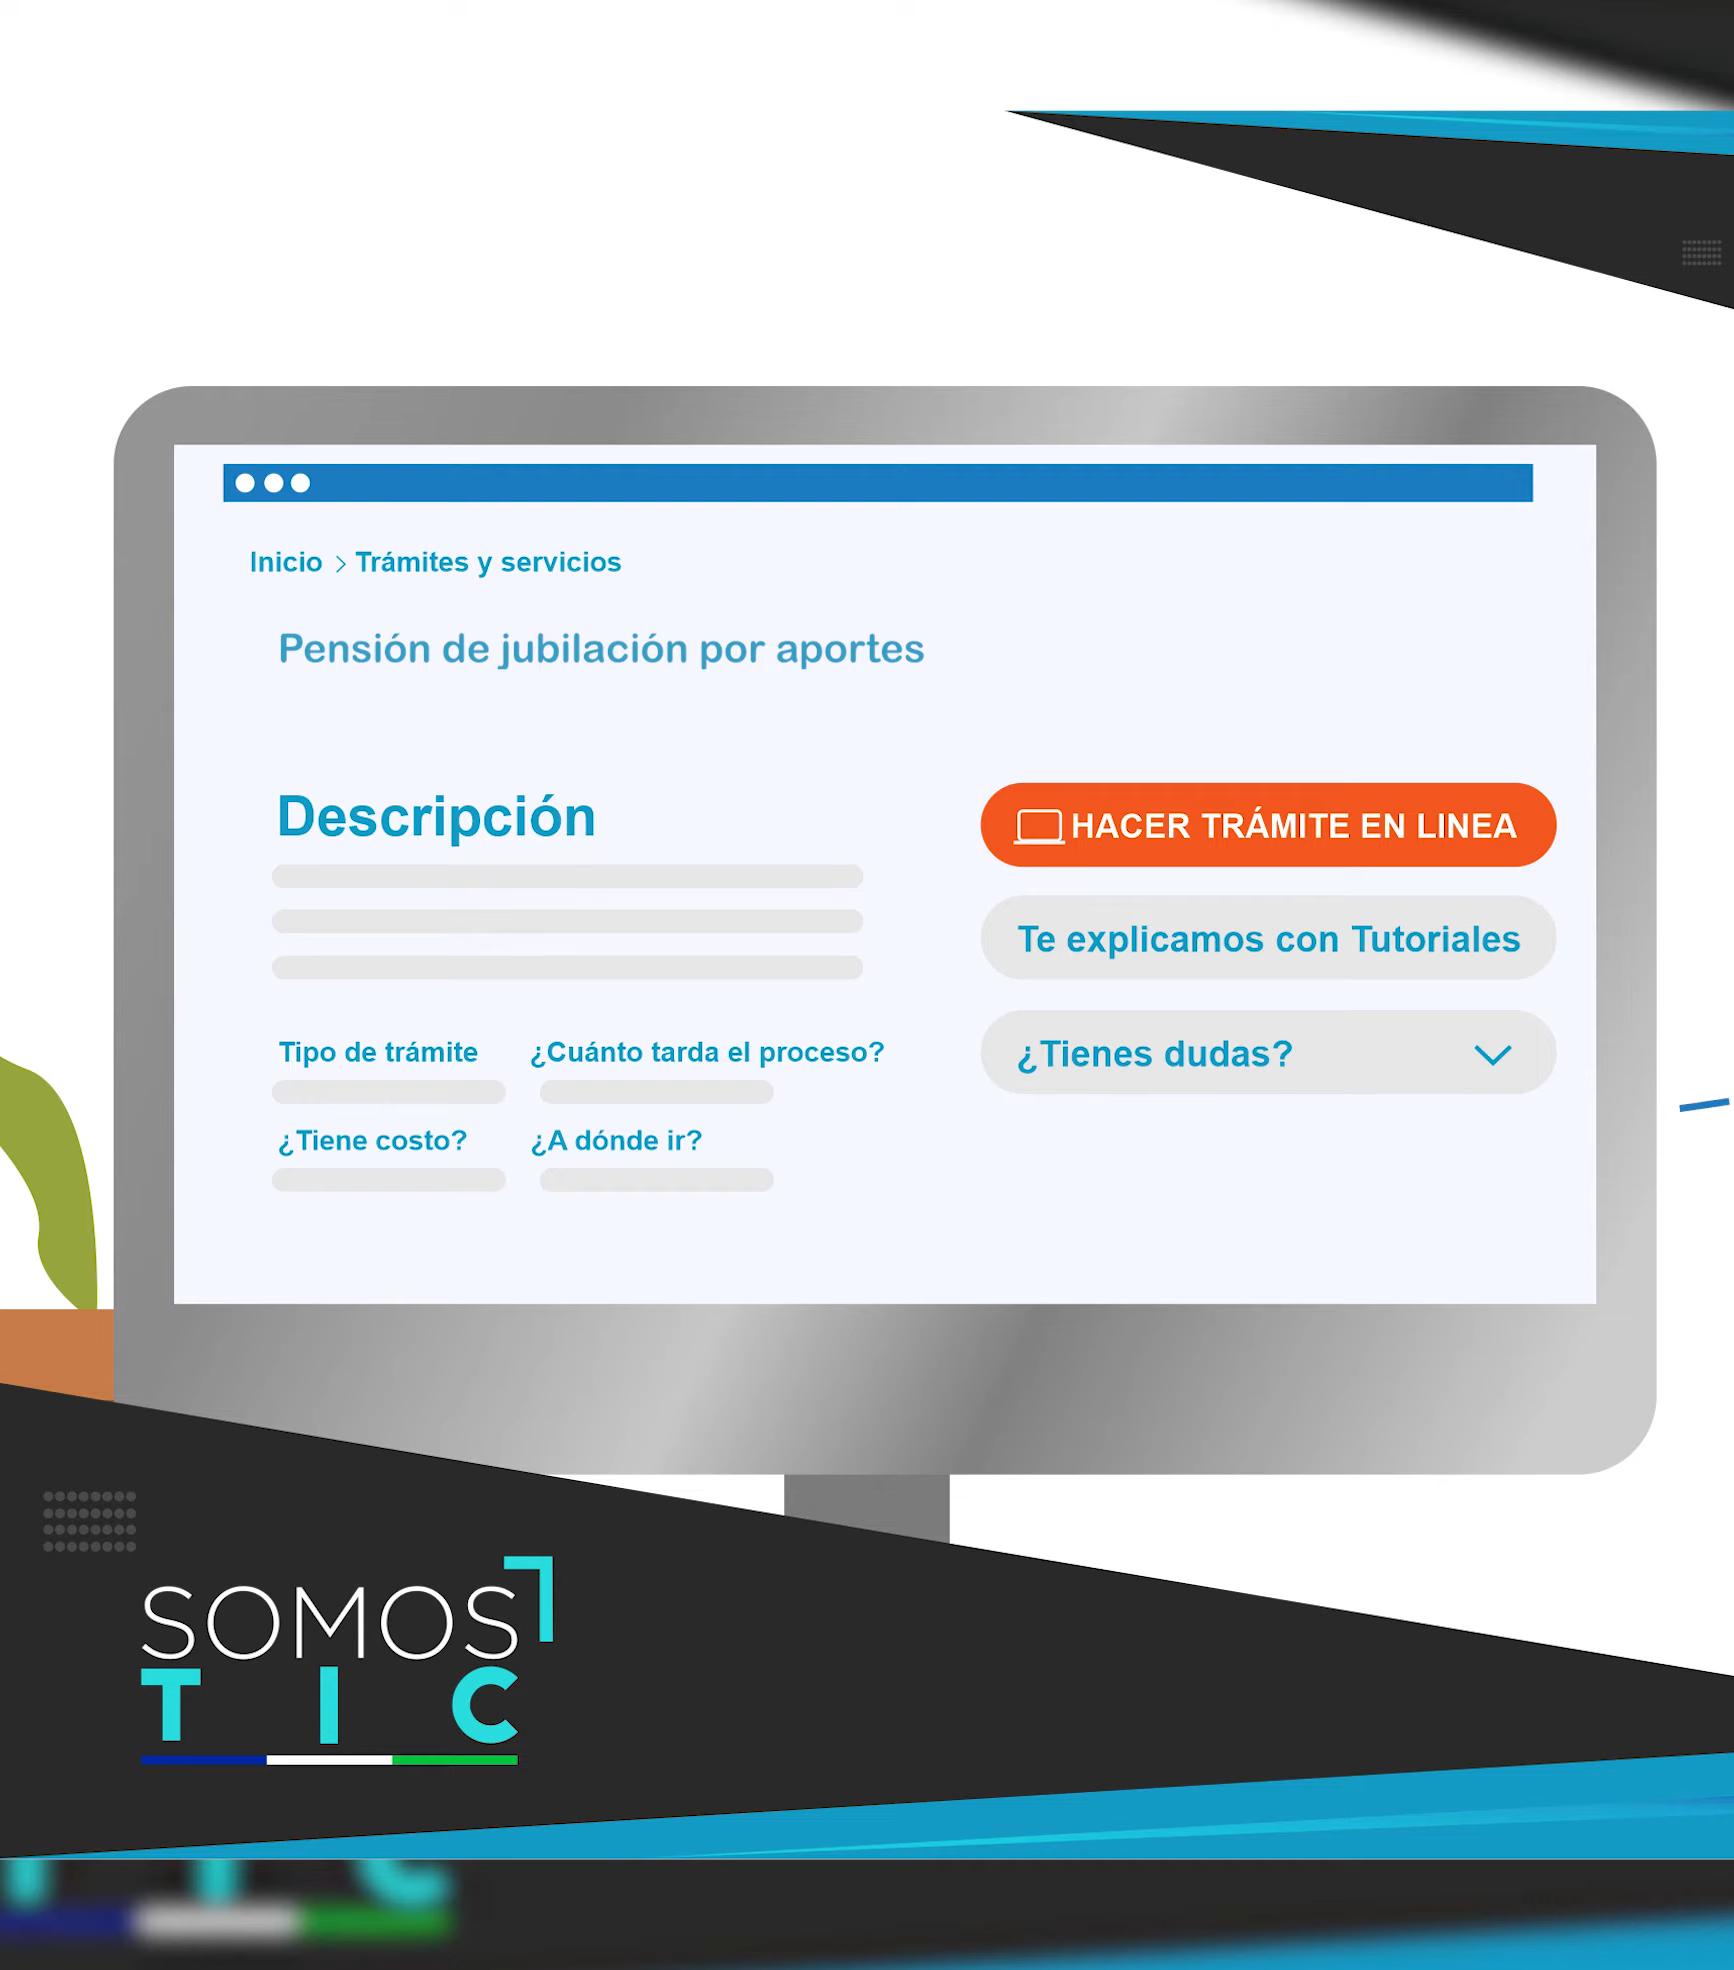 Inicio > Trámites y servicios
Pensión de jubilación por aportes
Descripción
HACER TRÁMITE EN LINEA
Te explicamos con Tutoriales
¿Tienes dudas?
Tipo de trámite
¿Cuánto tarda el proceso?
¿Tiene costo?
¿A dónde ir?
SOMOS
TIC